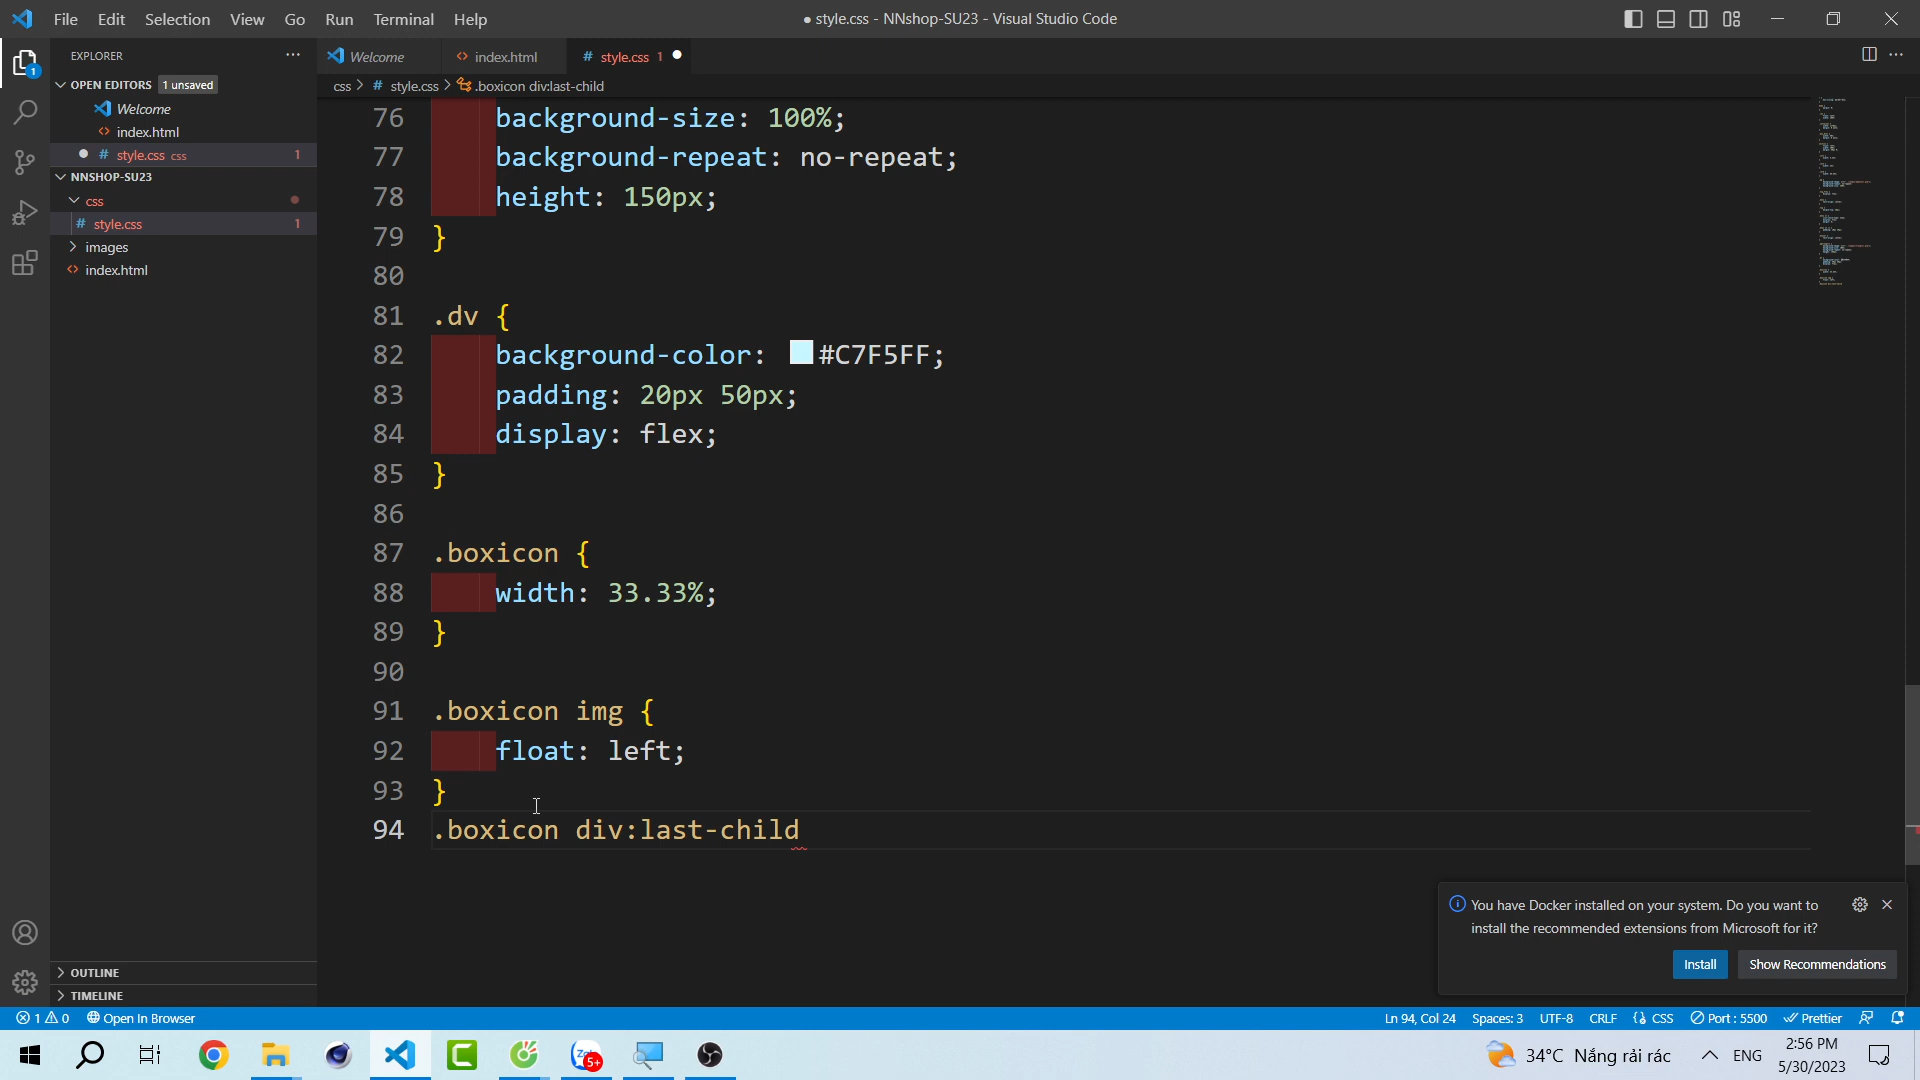 File Edit Selection View Go Run Terminal Help
● style.css - NNshop-SU23 - Visual Studio Code
EXPLORER
OPEN EDITORS 1 unsaved
Welcome
index.html
style.css css 1
NNSHOP-SU23
css
style.css 1
images
index.html
OUTLINE
TIMELINE
Welcome index.html style.css 1
css > style.css > .boxicon div:last-child
76 background-size: 100%;
77 background-repeat: no-repeat;
78 height: 150px;
79 }
80
81 .dv {
82 background-color: #C7F5FF;
83 padding: 20px 50px;
84 display: flex;
85 }
86
87 .boxicon {
88 width: 33.33%;
89 }
90
91 .boxicon img {
92 float: left;
93 }
94 .boxicon div:last-child
You have Docker installed on your system. Do you want to
install the recommended extensions from Microsoft for it?
Install Show Recommendations
1 0 Open In Browser Ln 94, Col 24 Spaces: 3 UTF-8 CRLF CSS Port : 5500 Prettier
5+ 34°C Nắng rải rác ENG
2:56 PM
5/30/2023